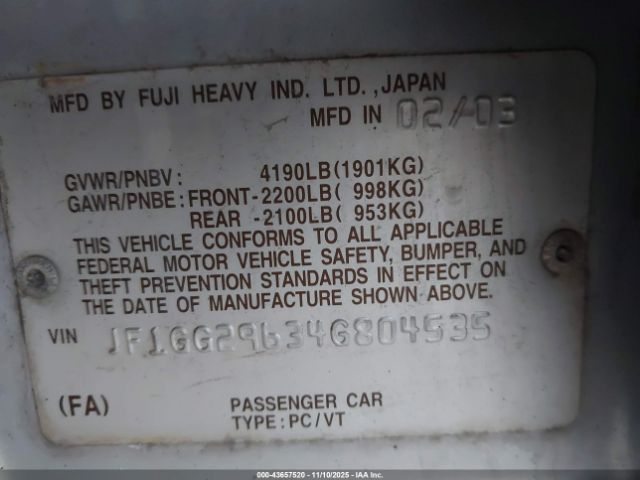 MFD BY FUJI HEAVY IND. LTD., JAPAN
MFD IN 02/03
GVWR/PNBV: 4190LB(1901KG)
GAWR/PNBE: FRONT-2200LB( 998KG)
REAR -2100LB( 953KG)
THIS VEHICLE CONFORMS TO ALL APPLICABLE
FEDERAL MOTOR VEHICLE SAFETY, BUMPER, AND
THEFT PREVENTION STANDARDS IN EFFECT ON
THE DATE OF MANUFACTURE SHOWN ABOVE.
VIN JF1GG29634G804535
(FA) PASSENGER CAR
TYPE: PC/VT
000-43657520 - 11/10/2025 - IAA Inc.